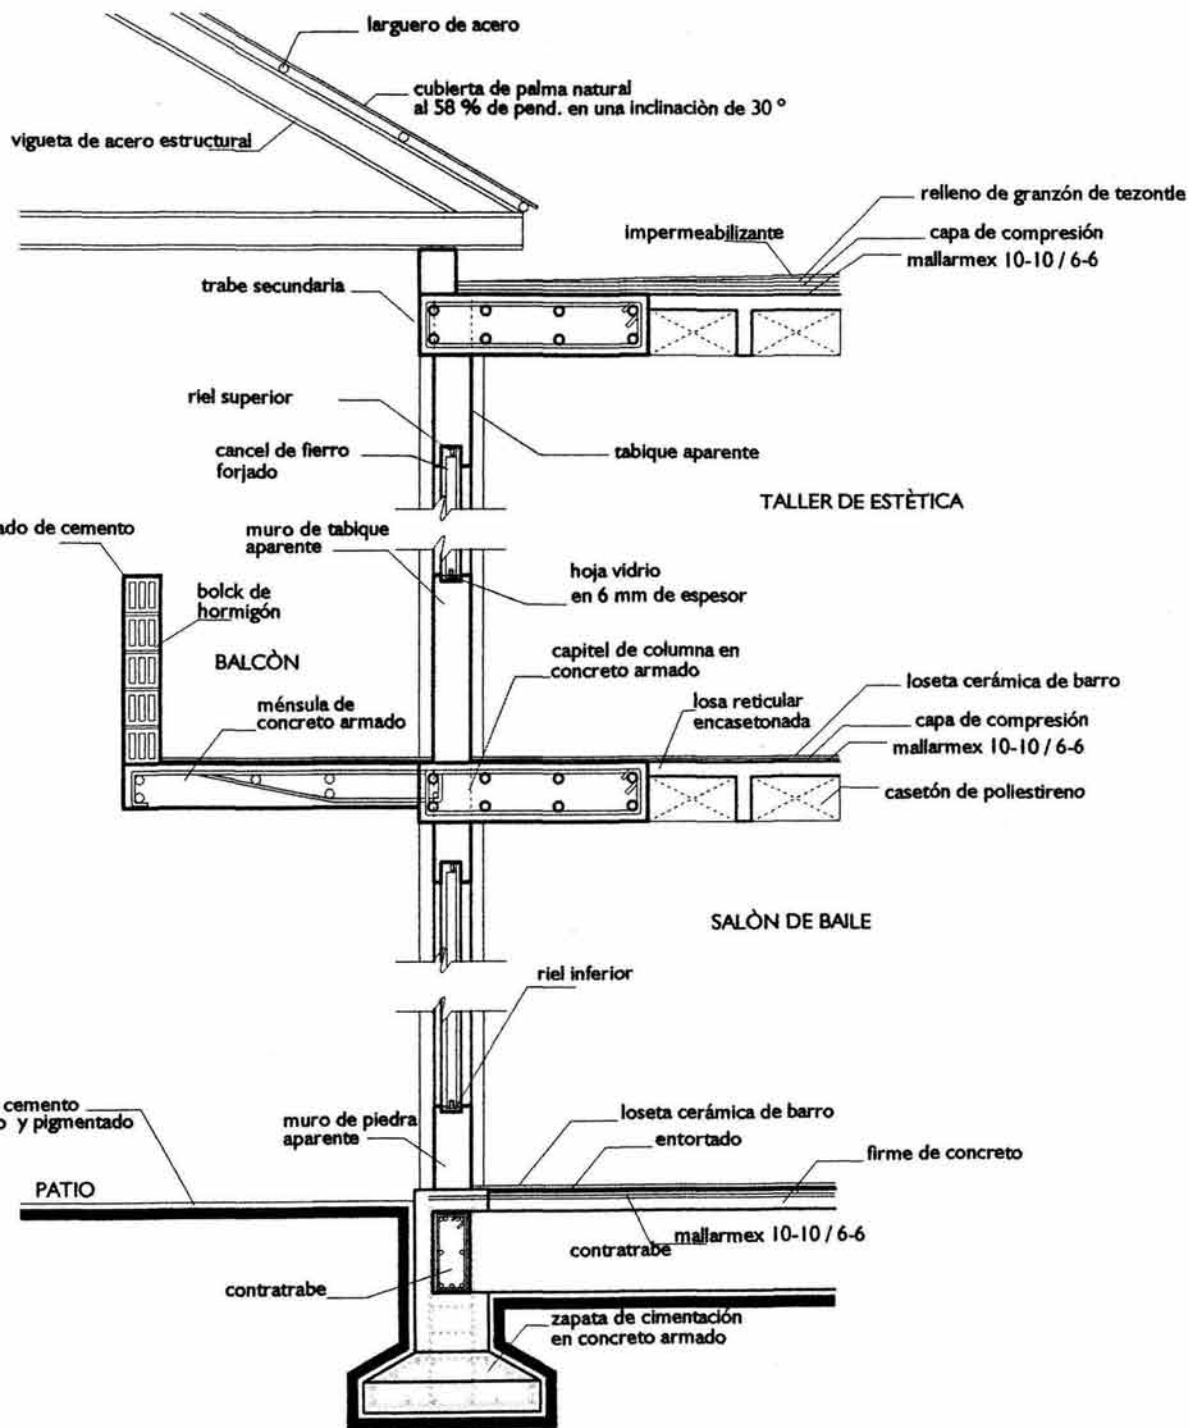 larguero de acero
cubierta de palma natural
al 58 % de pend. en una inclinaciòn de 30 °
vigueta de acero estructural
relleno de granzón de tezontle
impermeabilizante
capa de compresión
mallarmex 10-10 / 6-6
trabe secundaria
riel superior
cancel de fierro
forjado
tabique aparente
TALLER DE ESTÈTICA
ado de cemento
muro de tabique
aparente
hoja vidrio
en 6 mm de espesor
bolck de
hormigón
BALCÒN
capitel de columna en
concreto armado
ménsula de
concreto armado
losa reticular
encasetonada
loseta cerámica de barro
capa de compresión
mallarmex 10-10 / 6-6
casetón de poliestireno
SALÒN DE BAILE
riel inferior
cemento
o y pigmentado
muro de piedra
aparente
loseta cerámica de barro
entortado
firme de concreto
PATIO
mallarmex 10-10 / 6-6
contratrabe
contratrabe
zapata de cimentación
en concreto armado